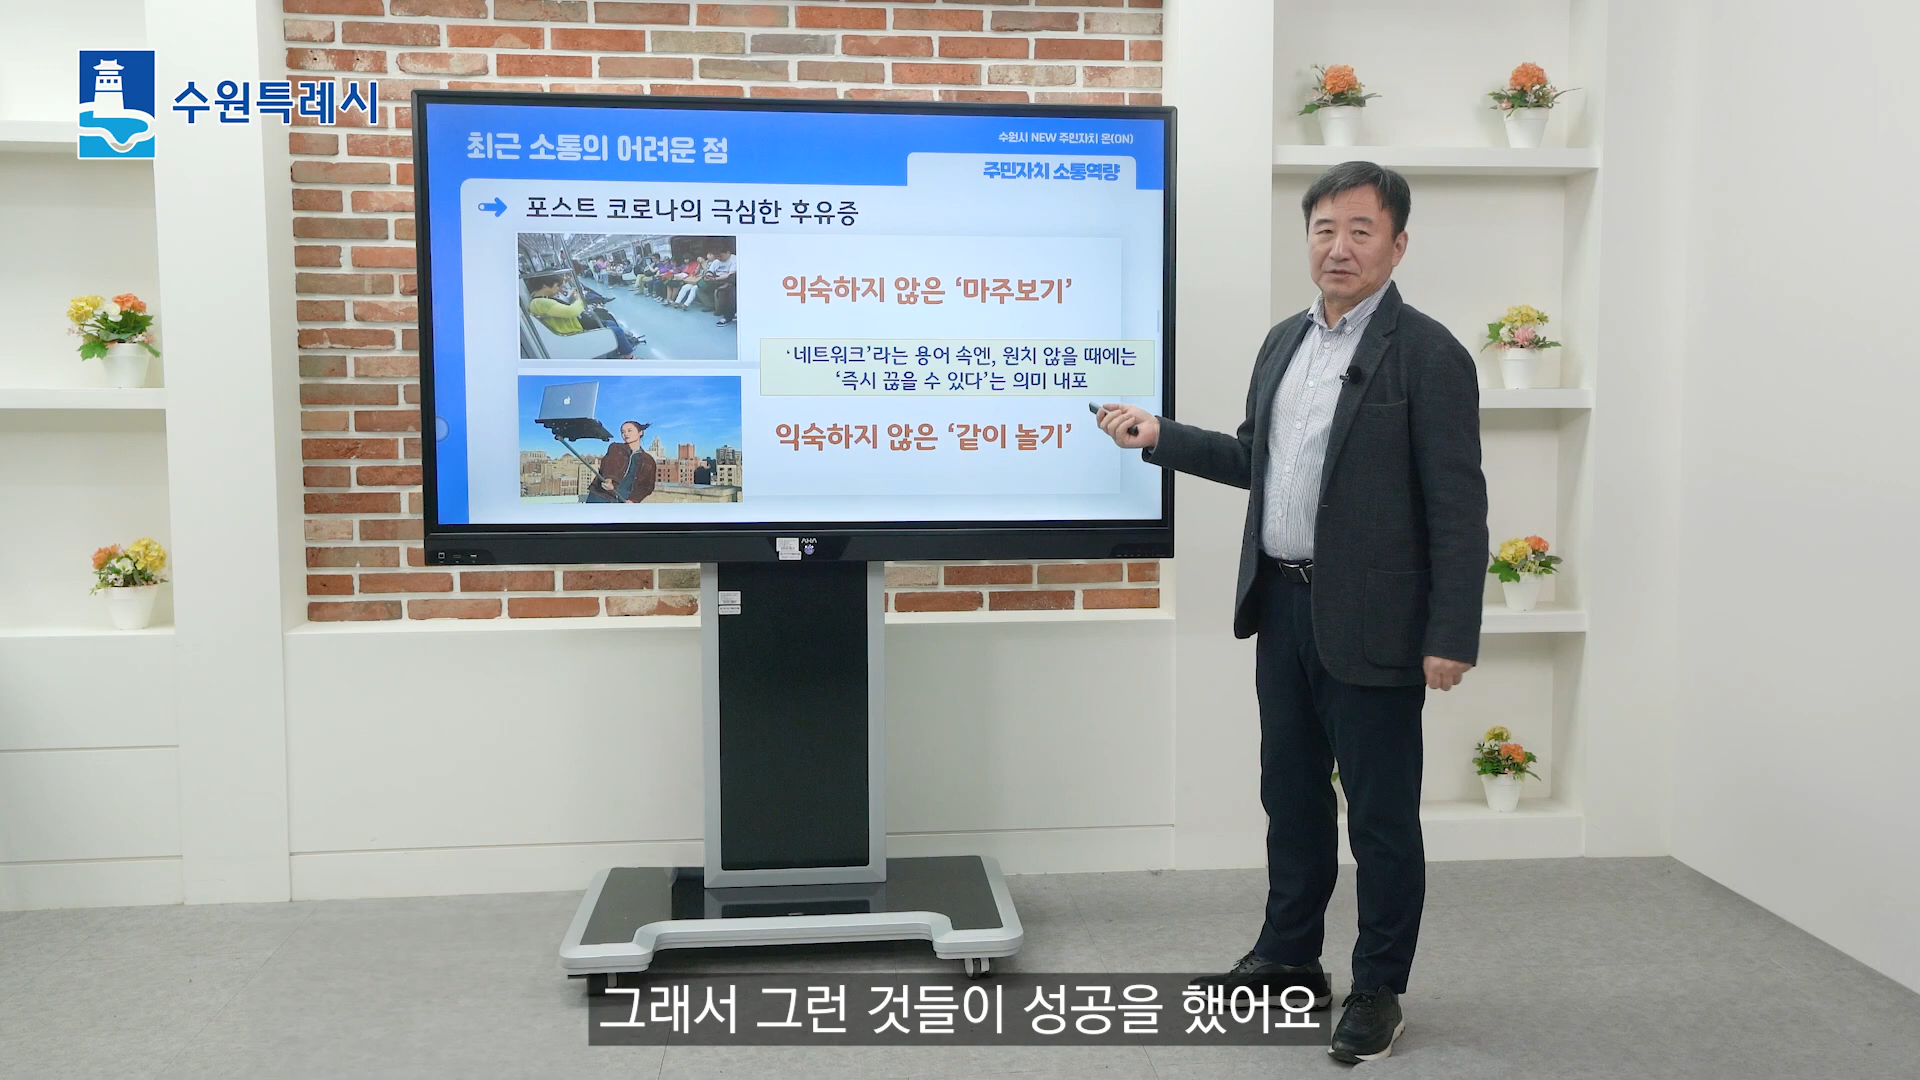 수원특례시
최근 소통의 어려운 점
수원시 NEW 주민자치 온(ON)
주민자치 소통역량
포스트 코로나의 극심한 후유증
익숙하지 않은 ‘마주보기’
‘네트워크’라는 용어 속엔, 원치 않을 때에는
‘즉시 끊을 수 있다’는 의미 내포
익숙하지 않은 ‘같이 놀기’
AHA
그래서 그런 것들이 성공을 했어요